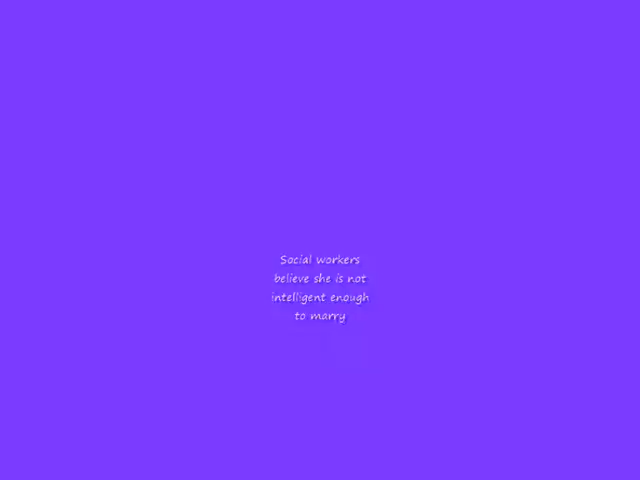 Social workers
believe she is not
intelligent enough
to marry